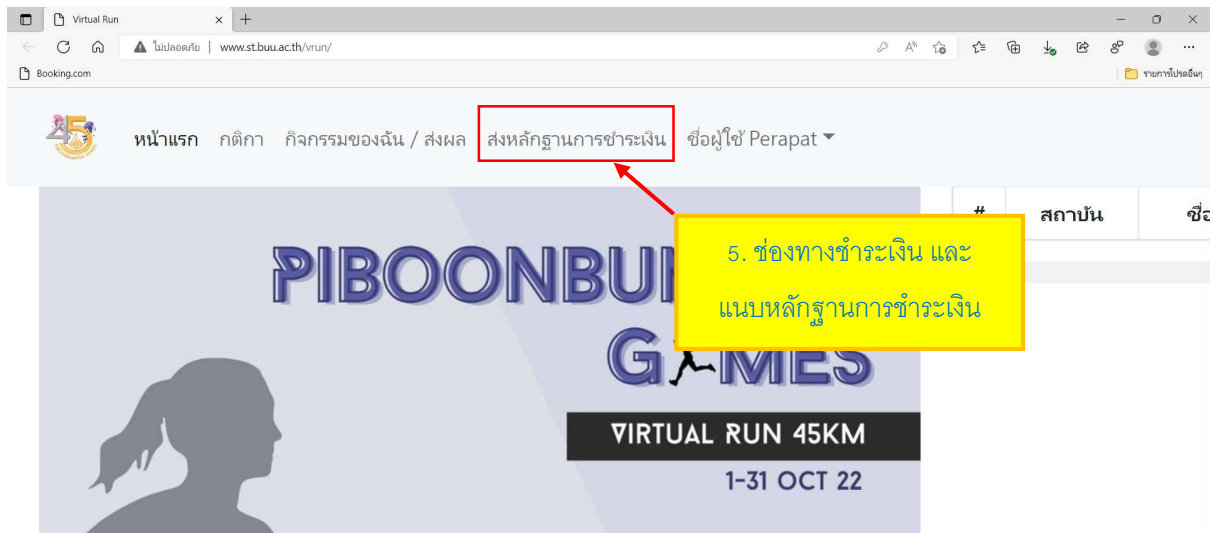 Virtual Run
ไม่ปลอดภัย | www.st.buu.ac.th/vrun/
Booking.com
รายการโปรดอื่นๆ
45
หน้าแรก กติกา กิจกรรมของฉัน / ส่งผล ส่งหลักฐานการชำระเงิน ชื่อผู้ใช้ Perapat
# สถาบัน
5. ช่องทางชำระเงิน และ
แนบหลักฐานการชำระเงิน
GAMES
VIRTUAL RUN 45KM
1-31 OCT 22